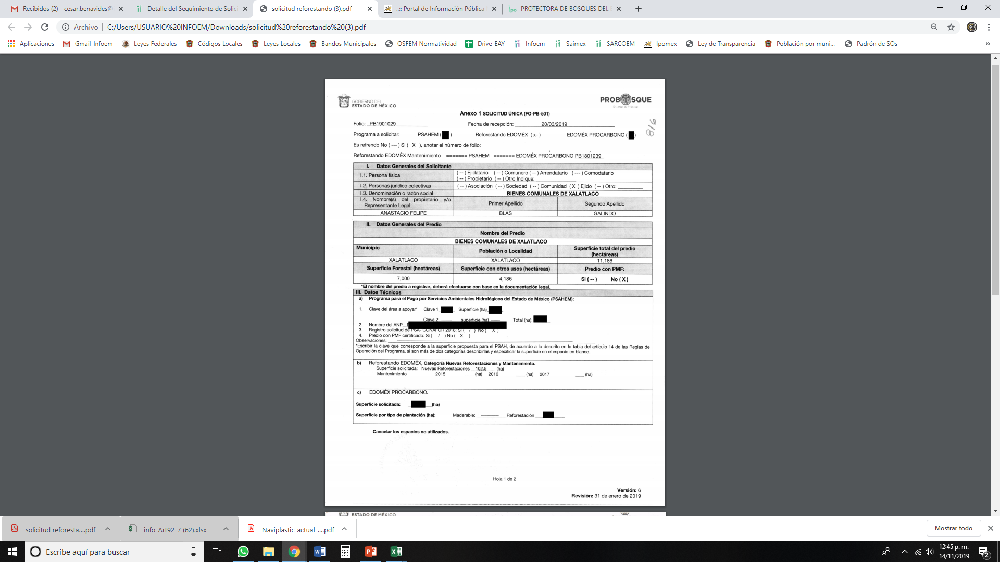 Recibidos (2) - cesar.benavides@
Detalle del Seguimiento de Solici
solicitud reforestando (3).pdf
..:: Portal de Información Pública
PROTECTORA DE BOSQUES DEL
Archivo
C:/Users/USUARIO%20INFOEM/Downloads/solicitud%20reforestando%20(3).pdf
Aplicaciones
Gmail-Infoem
Leyes Federales
Códigos Locales
Leyes Locales
Bandos Municipales
OSFEM Normatividad
Drive-EAY
Infoem
Saimex
SARCOEM
Ipomex
Ley de Transparencia
Población por muni...
Padrón de SOs
»
GOBIERNO DEL
ESTADO DE MÉXICO
PROBOSQUE
Estado de México
Anexo 1 SOLICITUD ÚNICA (FO-PB-501)
816
Folio: PB1901029 Fecha de recepción: 20/03/2019
Programa a solicitar: PSAHEM ( ) Reforestando EDOMÉX ( x- ) EDOMÉX PROCARBONO ( )
Es refrendo No ( --- ) Si ( X ), anotar el número de folio:
Reforestando EDOMÉX Mantenimiento ======= PSAHEM ======= EDOMÉX PROCARBONO PB1801239
I. Datos Generales del Solicitante
I.1. Persona física
( -- ) Ejidatario ( -- ) Comunero ( -- ) Arrendatario ( --- ) Comodatario
( -- ) Propietario ( -- ) Otro Indique:
I.2. Personas jurídico colectivas
( -- ) Asociación ( -- ) Sociedad ( -- ) Comunidad ( X ) Ejido ( -- ) Otro:
I.3. Denominación o razón social
BIENES COMUNALES DE XALATLACO
I.4. Nombre(s) del propietario y/o
Representante Legal
Primer Apellido
Segundo Apellido
ANASTACIO FELIPE
BLAS
GALINDO
II. Datos Generales del Predio
Nombre del Predio
BIENES COMUNALES DE XALATLACO
Municipio
Población o Localidad
Superficie total del predio
(hectáreas)
XALATLACO
XALATLACO
11.186
Superficie Forestal (hectáreas)
Superficie con otros usos (hectáreas)
Predio con PMF:
7,000
4,186
Si ( -- ) No ( X )
*El nombre del predio a registrar, deberá efectuarse con base en la documentación legal.
III. Datos Técnicos
a) Programa para el Pago por Servicios Ambientales Hidrológicos del Estado de México (PSAHEM):
1. Clave del área a apoyar* Clave 1 Superficie (ha)
Clave 2 superficie (ha) Total (ha):
2. Nombre del ANP
3. Registro solicitud de PSA- CONAFOR 2018: Si ( / ) No ( X )
4. Predio con PMF certificado: Si ( / ) No ( X )
Observaciones:
*Escribir la clave que corresponde a la superficie propuesta para el PSAH, de acuerdo a lo descrito en la tabla del artículo 14 de las Reglas de
Operación del Programa, si son más de dos categorías describirlas y especificar la superficie en el espacio en blanco.
b) Reforestando EDOMÉX, Categoría Nuevas Reforestaciones y Mantenimiento.
Superficie solicitada: Nuevas Reforestaciones 102.5 (ha)
Mantenimiento 2015 (ha) 2016 (ha) 2017 (ha)
c) EDOMÉX PROCARBONO.
Superficie solicitada: (ha)
Superficie por tipo de plantación (ha): Maderable: Reforestación
Cancelar los espacios no utilizados.
Hoja 1 de 2
Versión: 6
Revisión: 31 de enero de 2019
ESTADO DE MÉXICO
solicitud reforesta....pdf
info_Art92_7 (62).xlsx
Naviplastic-actual-....pdf
Mostrar todo
Escribe aquí para buscar
12:45 p. m.
14/11/2019
2